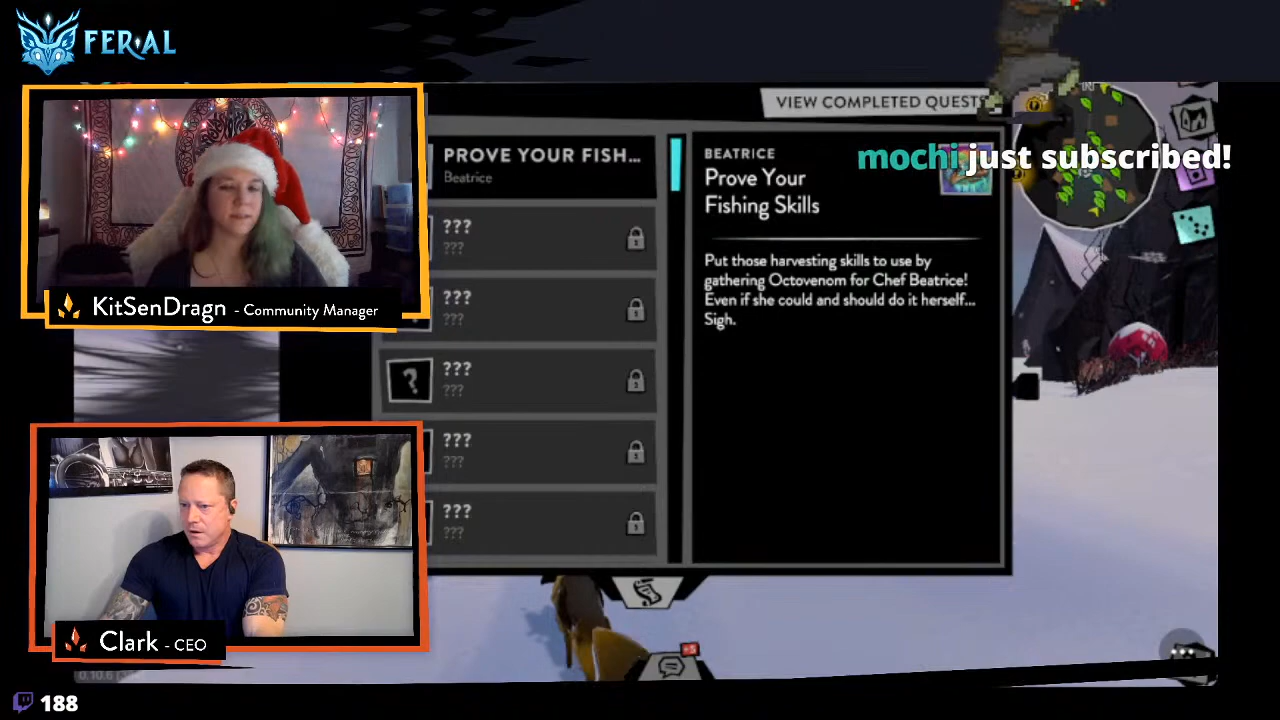 FERAL
VIEW COMPLETED QUESTS
PROVE YOUR FISH...
Beatrice
???
???
???
???
?
???
???
???
???
???
???
BEATRICE
Prove Your
Fishing Skills
Put those harvesting skills to use by
gathering Octovenom for Chef Beatrice!
Even if she could and should do it herself...
Sigh.
mochi just subscribed!
KitSenDragn - Community Manager
Clark - CEO
188